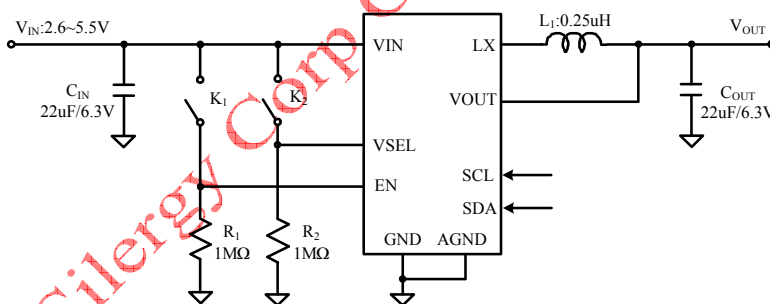 VIN:2.6~5.5V
L1:0.25uH
VOUT
VIN
LX
CIN
22uF/6.3V
K1
K2
VOUT
COUT
22uF/6.3V
VSEL
EN
SCL
SDA
R1
1MΩ
R2
1MΩ
GND
AGND
Silergy Corp C